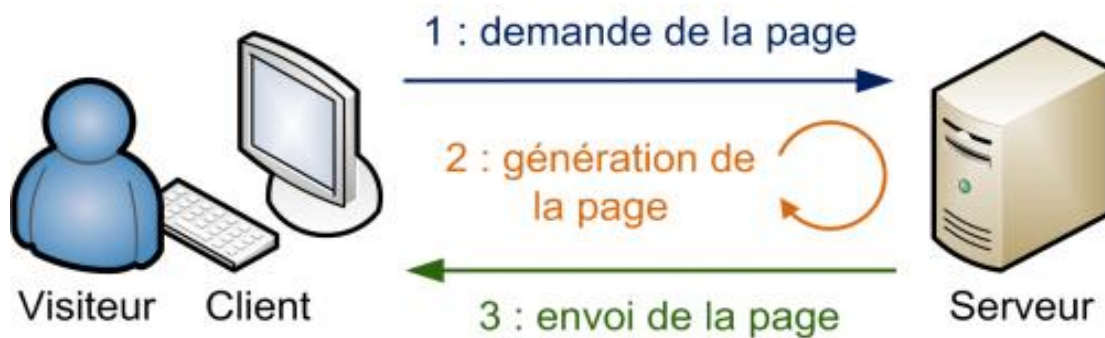 1 : demande de la page
2 : génération de
la page
3 : envoi de la page
Visiteur
Client
Serveur